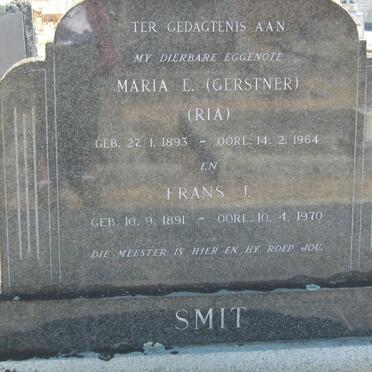 TER GEDAGTENIS AAN
MY DIERBARE EGGENOTE
MARIA E. (GERSTNER)
(RIA)
GEB. 27. 1. 1893 - OORL. 14. 2. 1964
EN
FRANS J.
GEB. 10. 9. 1891 - OORL. 10. 4. 1970
DIE MEESTER IS HIER EN HY ROEP JOU.
SMIT